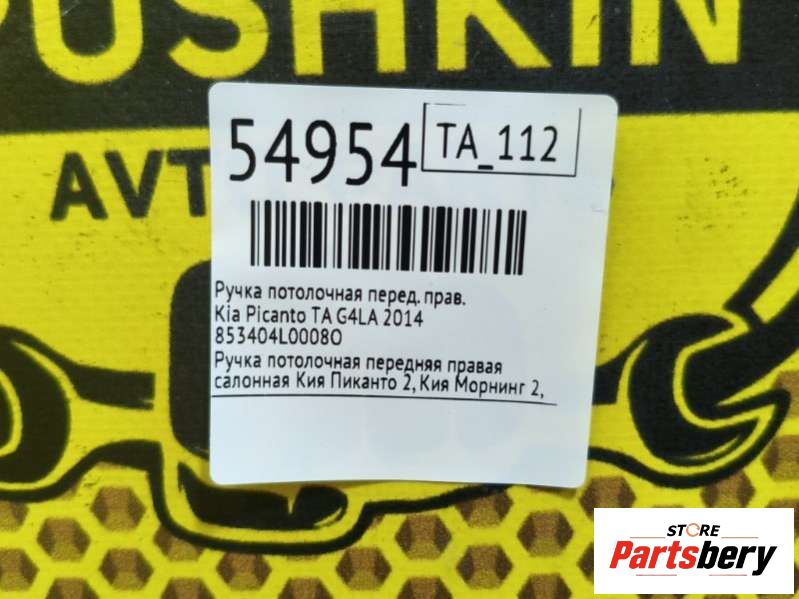 PUSHKIN
АВТ
54954
TA_112
Ручка потолочная перед. прав.
Kia Picanto TA G4LA 2014
853404L0008O
Ручка потолочная передняя правая
салонная Кия Пиканто 2, Кия Морнинг 2,
STORE
Partsbery